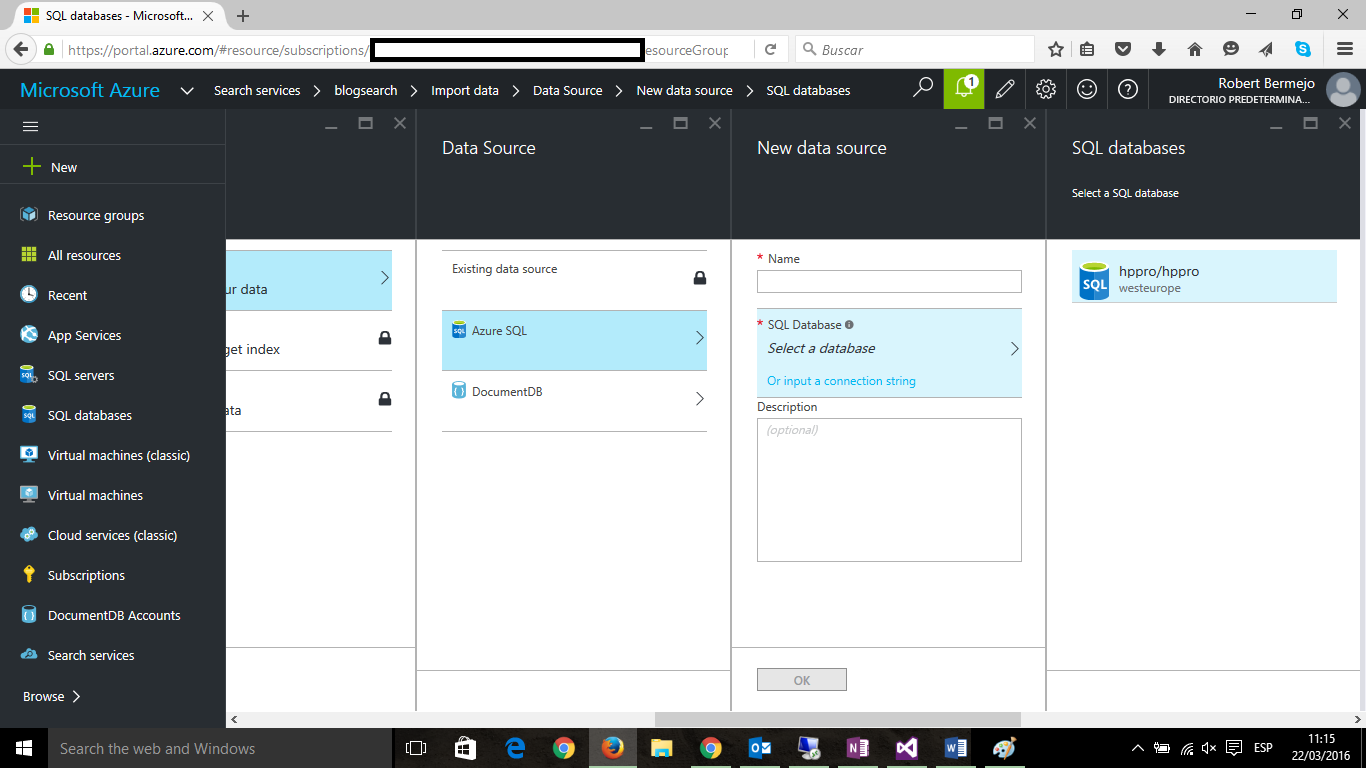 SQL databases - Microsoft...
https://portal.azure.com/#resource/subscriptions/
esourceGroup
Buscar
Microsoft Azure
Search services > blogsearch > Import data > Data Source > New data source > SQL databases
1
Robert Bermejo
DIRECTORIO PREDETERMINA...
New
Resource groups
All resources
Recent
App Services
SQL servers
SQL databases
Virtual machines (classic)
Virtual machines
Cloud services (classic)
Subscriptions
DocumentDB Accounts
Search services
Browse >
ur data
get index
ata
Data Source
Existing data source
SQL
Azure SQL
DocumentDB
New data source
* Name
* SQL Database
Select a database
Or input a connection string
Description
(optional)
OK
SQL databases
Select a SQL database
SQL
hppro/hppro
westeurope
Search the web and Windows
ESP
11:15
22/03/2016